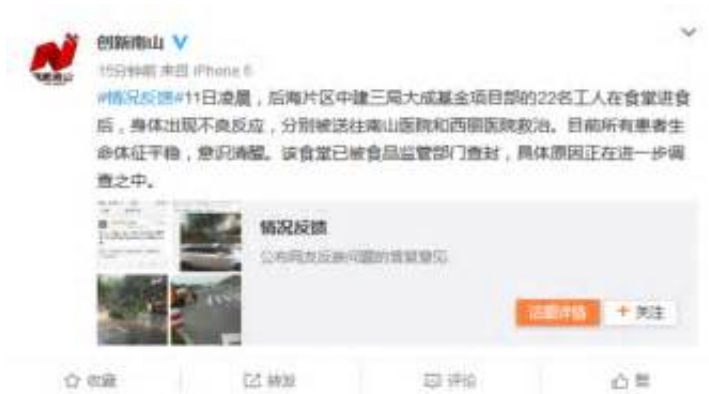 创新南山
15分钟前 来自 iPhone 6
#情况反馈#11日凌晨，后海片区中建三局大成基金项目部的22名工人在食堂进食
后，身体出现不良反应，分别被送往南山医院和西丽医院救治。目前所有患者生
命体征平稳，意识清醒。该食堂已被食品监管部门查封，具体原因正在进一步调
查之中。
情况反馈
公布网友反映问题的答复意见
话题详情
+ 关注
收藏
转发
评论
赞